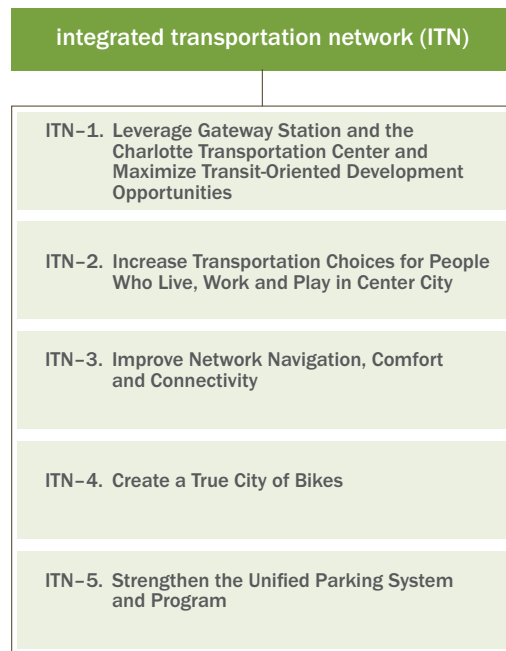 integrated transportation network (ITN)
ITN–1. Leverage Gateway Station and the
Charlotte Transportation Center and
Maximize Transit-Oriented Development
Opportunities
ITN–2. Increase Transportation Choices for People
Who Live, Work and Play in Center City
ITN–3. Improve Network Navigation, Comfort
and Connectivity
ITN–4. Create a True City of Bikes
ITN–5. Strengthen the Unified Parking System
and Program